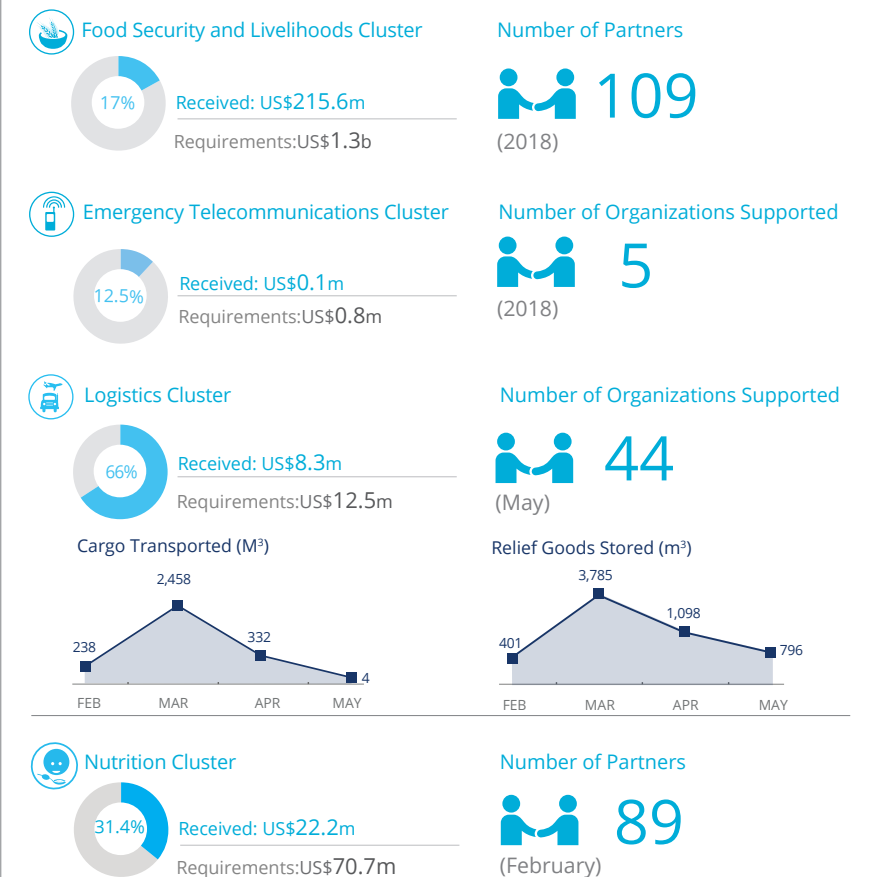 Food Security and Livelihoods Cluster
Number of Partners
17%
Received: US$215.6m
Requirements:US$1.3b
109
(2018)
Emergency Telecommunications Cluster
Number of Organizations Supported
12.5%
Received: US$0.1m
Requirements:US$0.8m
5
(2018)
Logistics Cluster
Number of Organizations Supported
66%
Received: US$8.3m
Requirements:US$12.5m
44
(May)
Cargo Transported (M³)
2,458
238
332
4
FEB MAR APR MAY
Relief Goods Stored (m³)
3,785
1,098
401
796
FEB MAR APR MAY
Nutrition Cluster
Number of Partners
31.4%
Received: US$22.2m
Requirements:US$70.7m
89
(February)